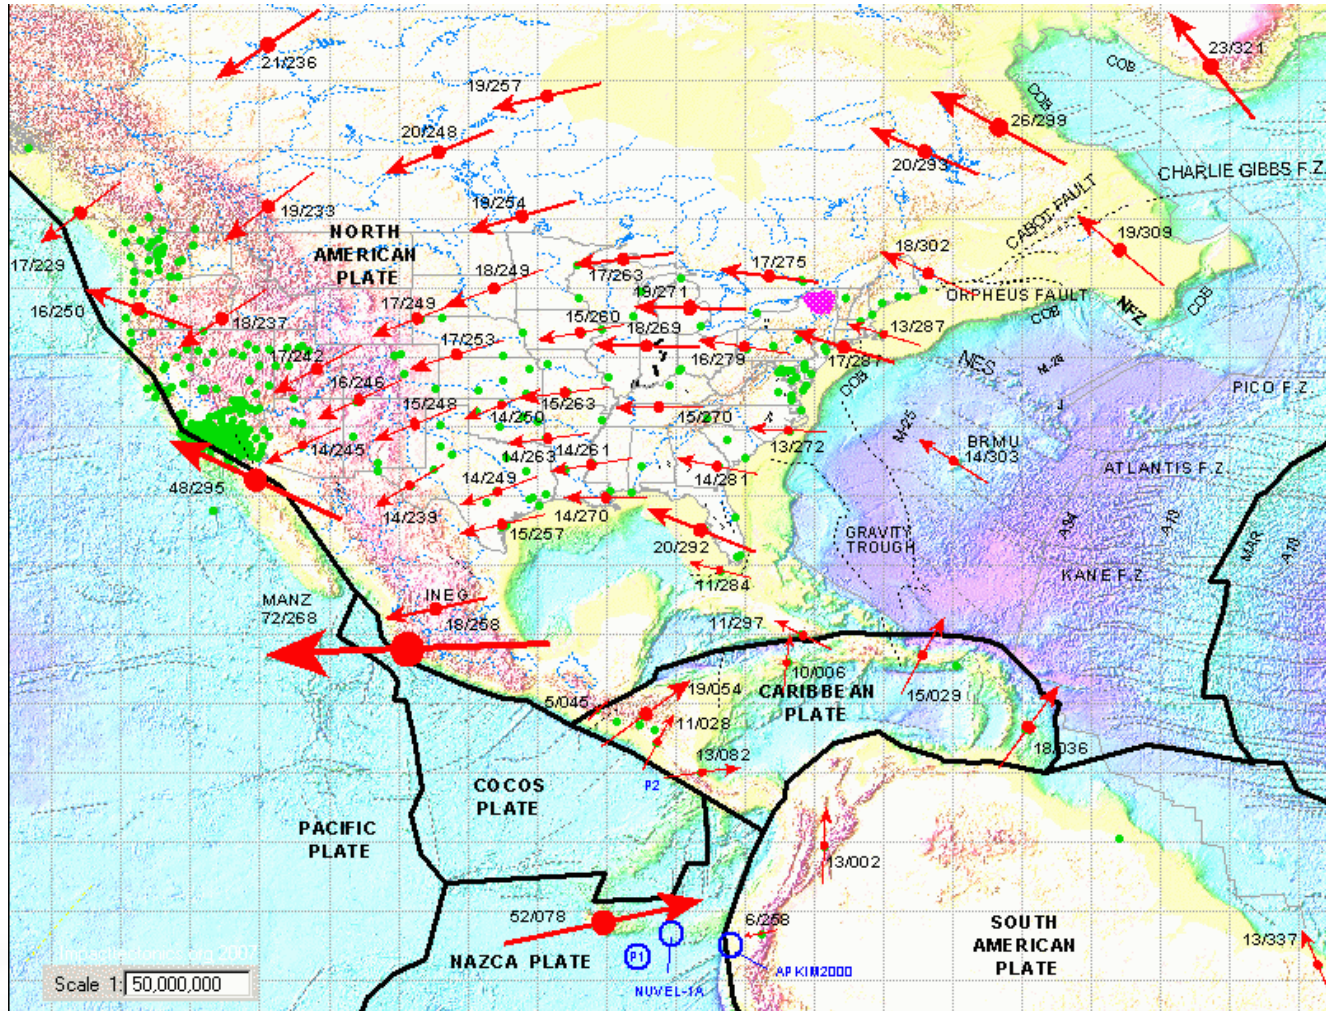 23/321
21/236
COB
19/257
COB
26/299
20/248
20/293
CHARLIE GIBBS F.Z.
CABOT FAULT
19/233
19/254
NORTH
AMERICAN
PLATE
18/302
19/309
17/229
18/249
17/263
17/275
19/271
ORPHEUS FAULT
COB
NFZ
COB
16/250
18/237
17/249
15/260
18/269
13/287
17/253
16/279
17/287
NES
M-26
17/242
16/246
COB
PICO F.Z.
15/248
14/250
15/263
15/270
J
M-25
14/245
14/263
14/261
13/272
BRMU
14/303
ATLANTIS F.Z.
48/295
14/249
14/281
14/239
14/270
15/257
20/292
GRAVITY
TROUGH
MAR
KANE F.Z.
11/284
MANZ
72/268
INEG
18/258
11/297
10/006
5/045
19/054
CARIBBEAN
PLATE
15/029
11/028
18/036
13/082
P2
COCOS
PLATE
PACIFIC
PLATE
13/002
52/078
6/258
SOUTH
AMERICAN
PLATE
13/337
NAZCA PLATE
P1
APKIM2000
NUVEL-1A
Scale 1: 50,000,000